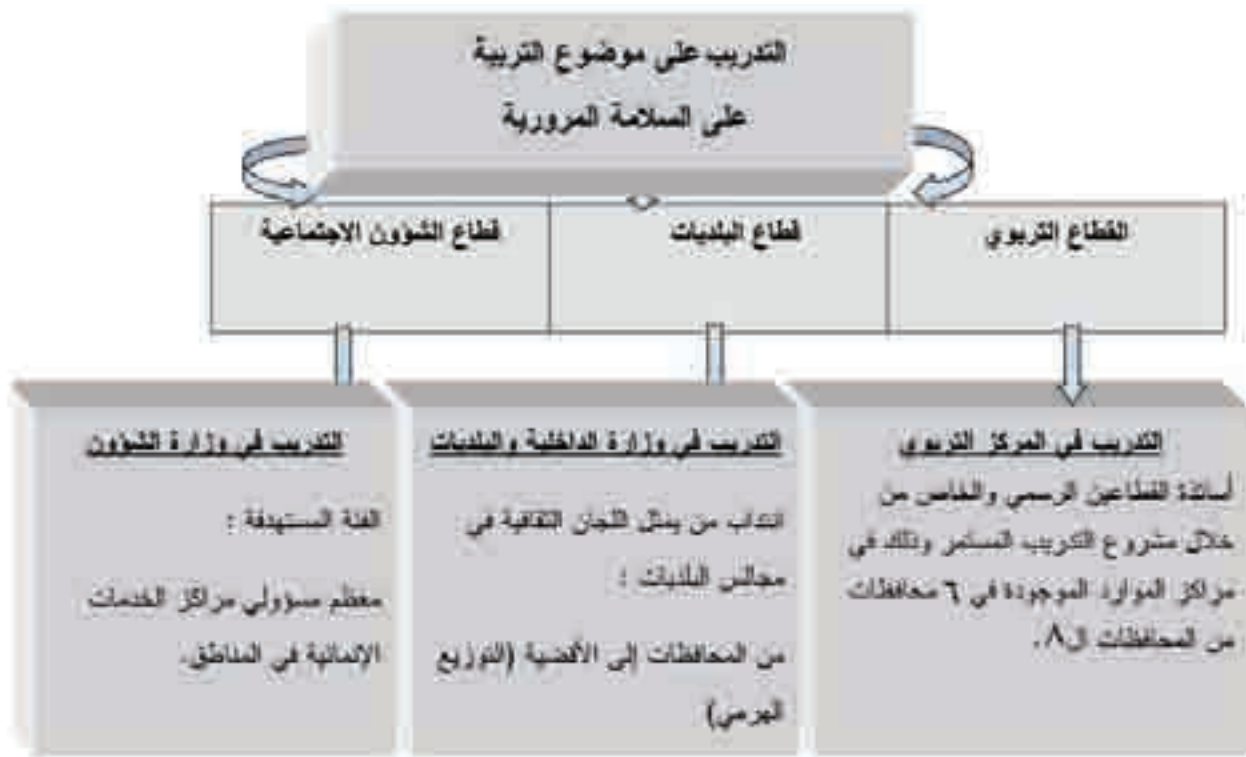 التدريب على موضوع التربية
على السلامة المرورية
القطاع التربوي
قطاع البلديات
قطاع الشؤون الاجتماعية
التدريب في المركز التربوي
أساتذة القطاعين الرسمي والخاص من
خلال مشروع التدريب المستمر وذلك في
مراكز الموارد الموجودة في ٦ محافظات
من المحافظات ال٨.
التدريب في وزارة الداخلية والبلديات
انتداب من يمثل اللجان الثقافية في
مجالس البلديات :
من المحافظات إلى الأقضية (التوزيع
الهرمي)
التدريب في وزارة الشؤون
الفئة المستهدفة :
معظم مسؤولي مراكز الخدمات
الإنمائية في المناطق.